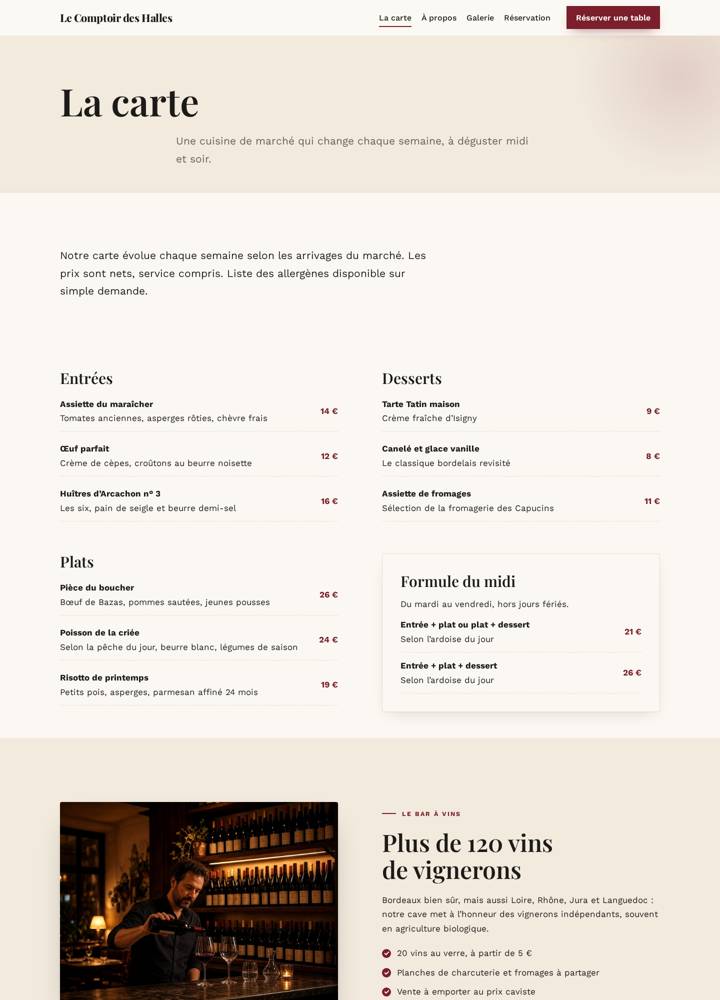 Le Comptoir des Halles
La carte
À propos
Galerie
Réservation
Réserver une table
La carte
Une cuisine de marché qui change chaque semaine, à déguster midi
et soir.
Notre carte évolue chaque semaine selon les arrivages du marché. Les
prix sont nets, service compris. Liste des allergènes disponible sur
simple demande.
Entrées
Assiette du maraîcher
Tomates anciennes, asperges rôties, chèvre frais
14 €
Œuf parfait
Crème de cèpes, croûtons au beurre noisette
12 €
Huîtres d’Arcachon n° 3
Les six, pain de seigle et beurre demi-sel
16 €
Plats
Pièce du boucher
Bœuf de Bazas, pommes sautées, jeunes pousses
26 €
Poisson de la criée
Selon la pêche du jour, beurre blanc, légumes de saison
24 €
Risotto de printemps
Petits pois, asperges, parmesan affiné 24 mois
19 €
Desserts
Tarte Tatin maison
Crème fraîche d’Isigny
9 €
Canelé et glace vanille
Le classique bordelais revisité
8 €
Assiette de fromages
Sélection de la fromagerie des Capucins
11 €
Formule du midi
Du mardi au vendredi, hors jours fériés.
Entrée + plat ou plat + dessert
Selon l’ardoise du jour
21 €
Entrée + plat + dessert
Selon l’ardoise du jour
26 €
LE BAR À VINS
Plus de 120 vins
de vignerons
Bordeaux bien sûr, mais aussi Loire, Rhône, Jura et Languedoc :
notre cave met à l’honneur des vignerons indépendants, souvent
en agriculture biologique.
20 vins au verre, à partir de 5 €
Planches de charcuterie et fromages à partager
Vente à emporter au prix caviste